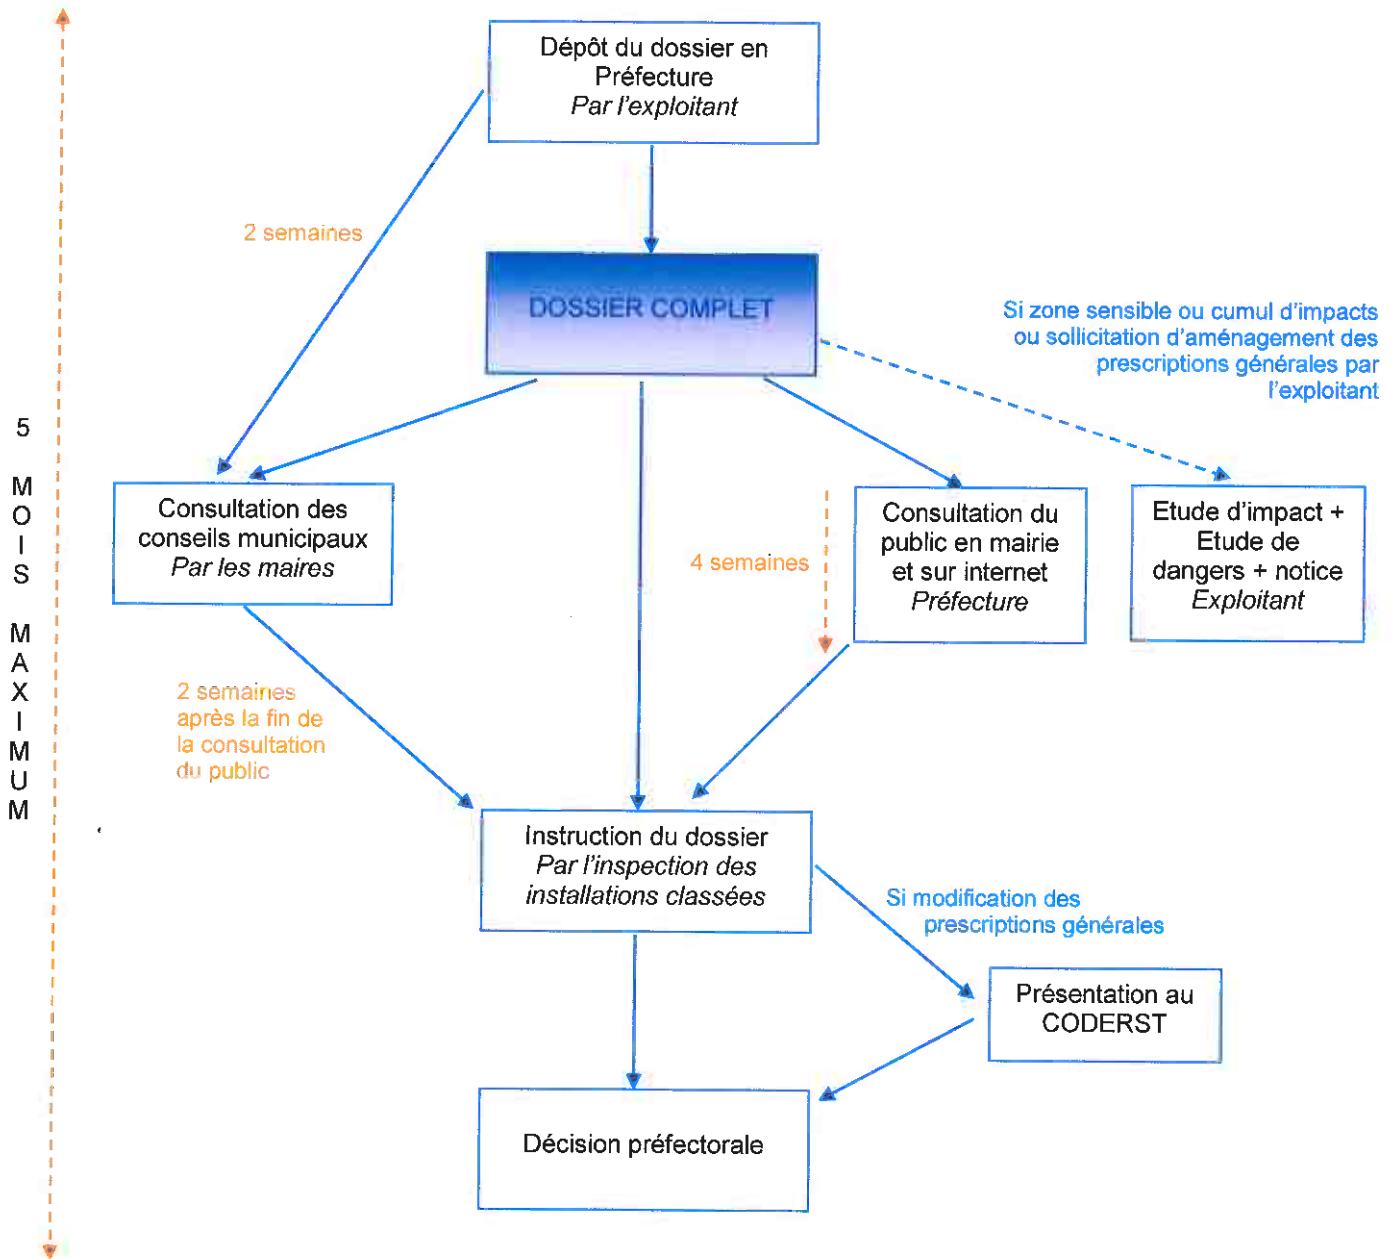 Dépôt du dossier en
Préfecture
Par l'exploitant
2 semaines
DOSSIER COMPLET
Si zone sensible ou cumul d'impacts
ou sollicitation d'aménagement des
prescriptions générales par
l'exploitant
5
M
O
I
S
M
A
X
I
M
U
M
Consultation des
conseils municipaux
Par les maires
4 semaines
Consultation du
public en mairie
et sur internet
Préfecture
Etude d'impact +
Etude de
dangers + notice
Exploitant
2 semaines
après la fin de
la consultation
du public
Instruction du dossier
Par l'inspection des
installations classées
Si modification des
prescriptions générales
Présentation au
CODERST
Décision préfectorale